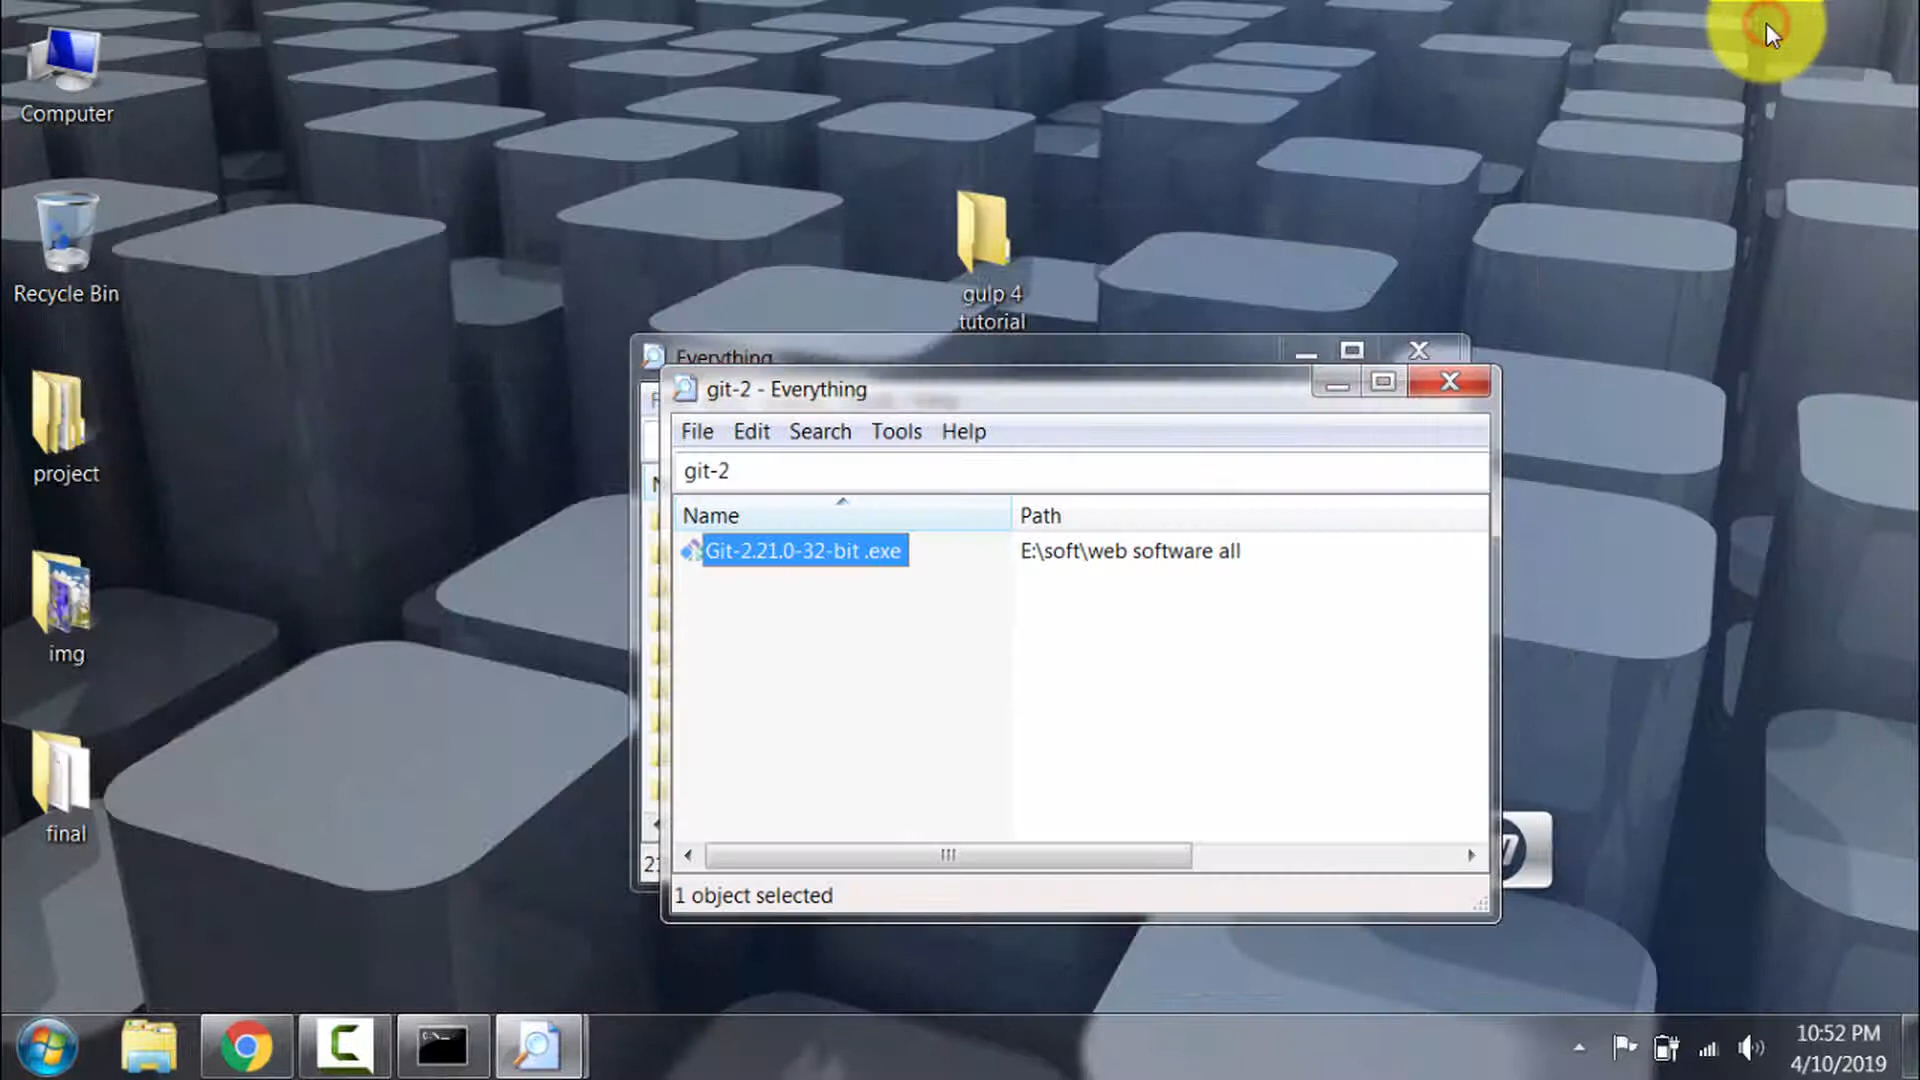 Computer
Recycle Bin
project
img
final
gulp 4
tutorial
Everything
git-2 - Everything
File Edit Search Tools Help
git-2
Name Path
Git-2.21.0-32-bit .exe E:\soft\web software all
1 object selected
10:52 PM
4/10/2019